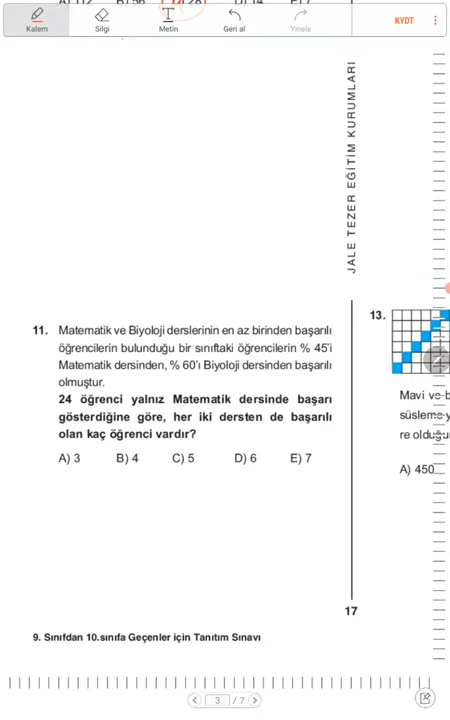 Kalem
Silgi
Metin
Geri al
Yinele
KYDT
JALE TEZER EĞİTİM KURUMLARI
11. Matematik ve Biyoloji derslerinin en az birinden başarılı
öğrencilerin bulunduğu bir sınıftaki öğrencilerin % 45'i
Matematik dersinden, % 60'ı Biyoloji dersinden başarılı
olmuştur.
24 öğrenci yalnız Matematik dersinde başarı
gösterdiğine göre, her iki dersten de başarılı
olan kaç öğrenci vardır?
A) 3 B) 4 C) 5 D) 6 E) 7
13.
Mavi ve b
süsleme y
re olduğu
A) 450
17
9. Sınıfdan 10.sınıfa Geçenler için Tanıtım Sınavı
3 / 7